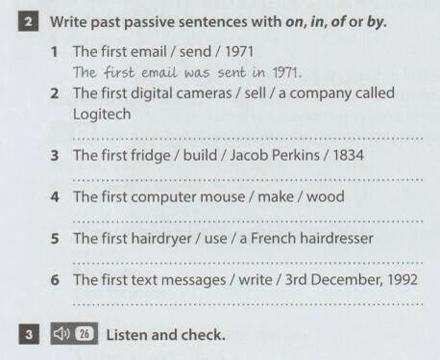 2 Write past passive sentences with on, in, of or by.
1 The first email / send / 1971
The first email was sent in 1971.
2 The first digital cameras / sell / a company called
Logitech
3 The first fridge / build / Jacob Perkins / 1834
4 The first computer mouse / make / wood
5 The first hairdryer / use / a French hairdresser
6 The first text messages / write / 3rd December, 1992
3 26 Listen and check.